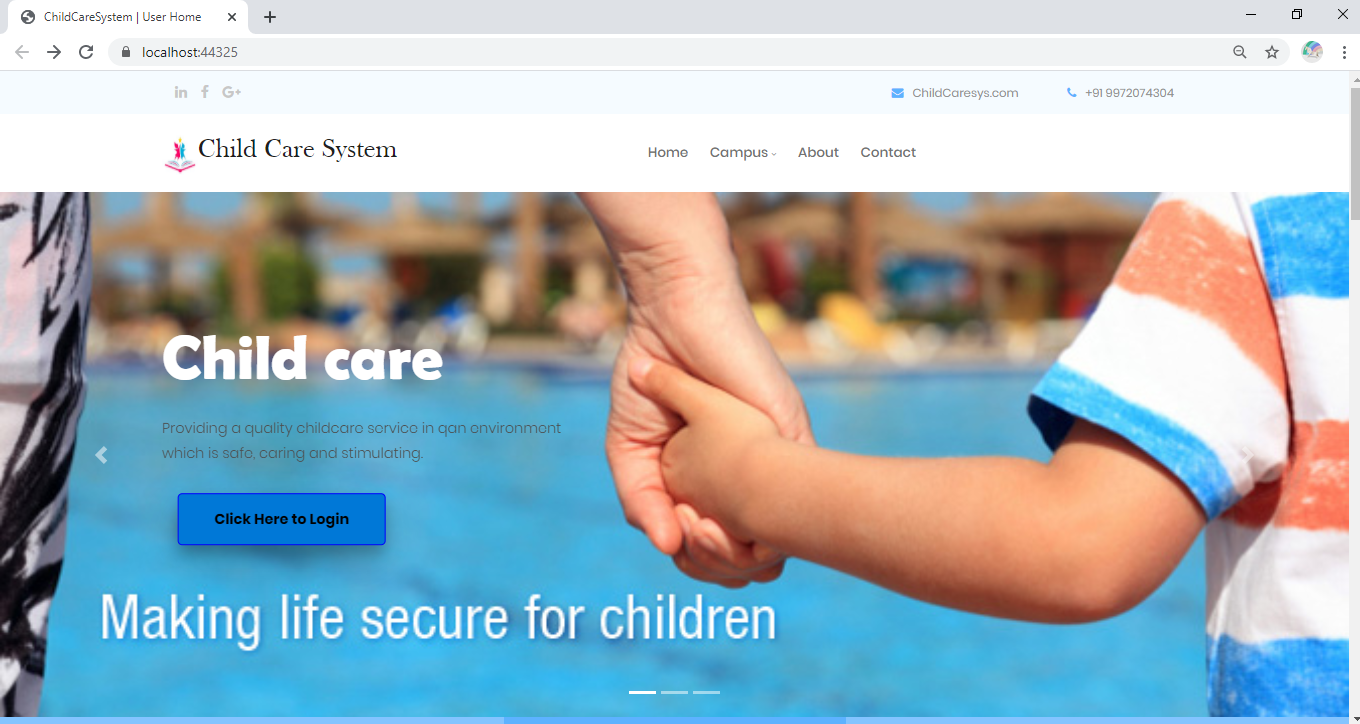 ChildCareSystem | User Home
localhost:44325
ChildCaresys.com
+91 9972074304
Child Care System
Home Campus About Contact
Child care
Providing a quality childcare service in qan environment
which is safe, caring and stimulating.
Click Here to Login
Making life secure for children